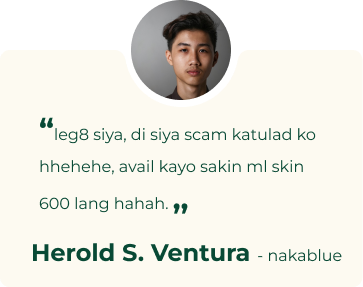 “leg8 siya, di siya scam katulad ko
hhehehe, avail kayo sakin ml skin
600 lang hahah. ”
Herold S. Ventura - nakablue